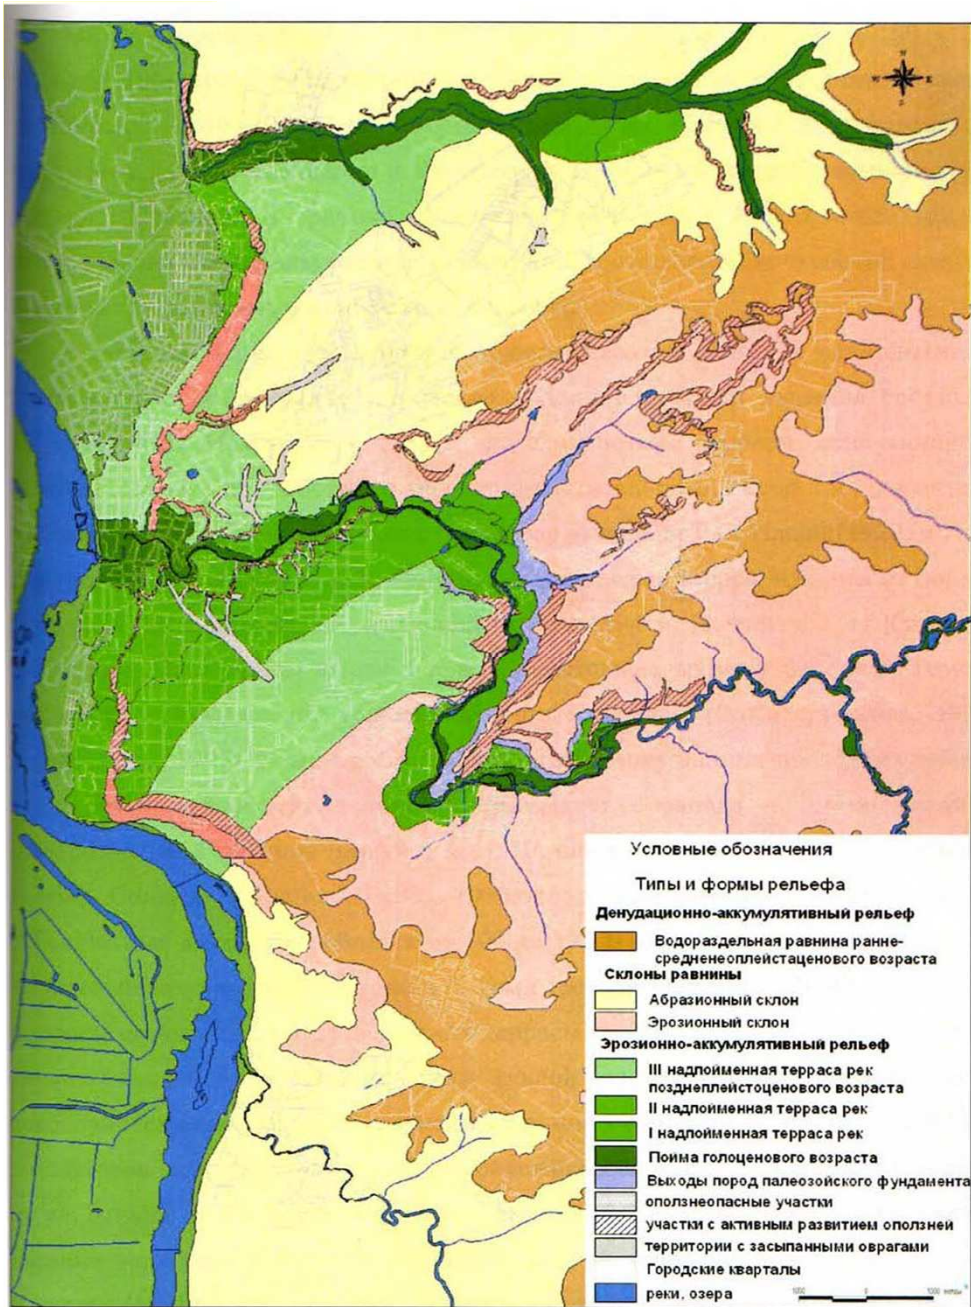 Условные обозначения
Типы и формы рельефа
Денудационно-аккумулятивный рельеф
Водораздельная равнина ранне-
средненеоплейстаценового возраста
Склоны равнины
Абразионный склон
Эрозионный склон
Эрозионно-аккумулятивный рельеф
III надпойменная терраса рек
позднеплейстоценового возраста
II надпойменная терраса рек
I надпойменная терраса рек
Пойма голоценового возраста
Выходы пород палеозойского фундамента
оползнеопасные участки
участки с активным развитием оползней
территории с засыпанными оврагами
Городские кварталы
реки, озера